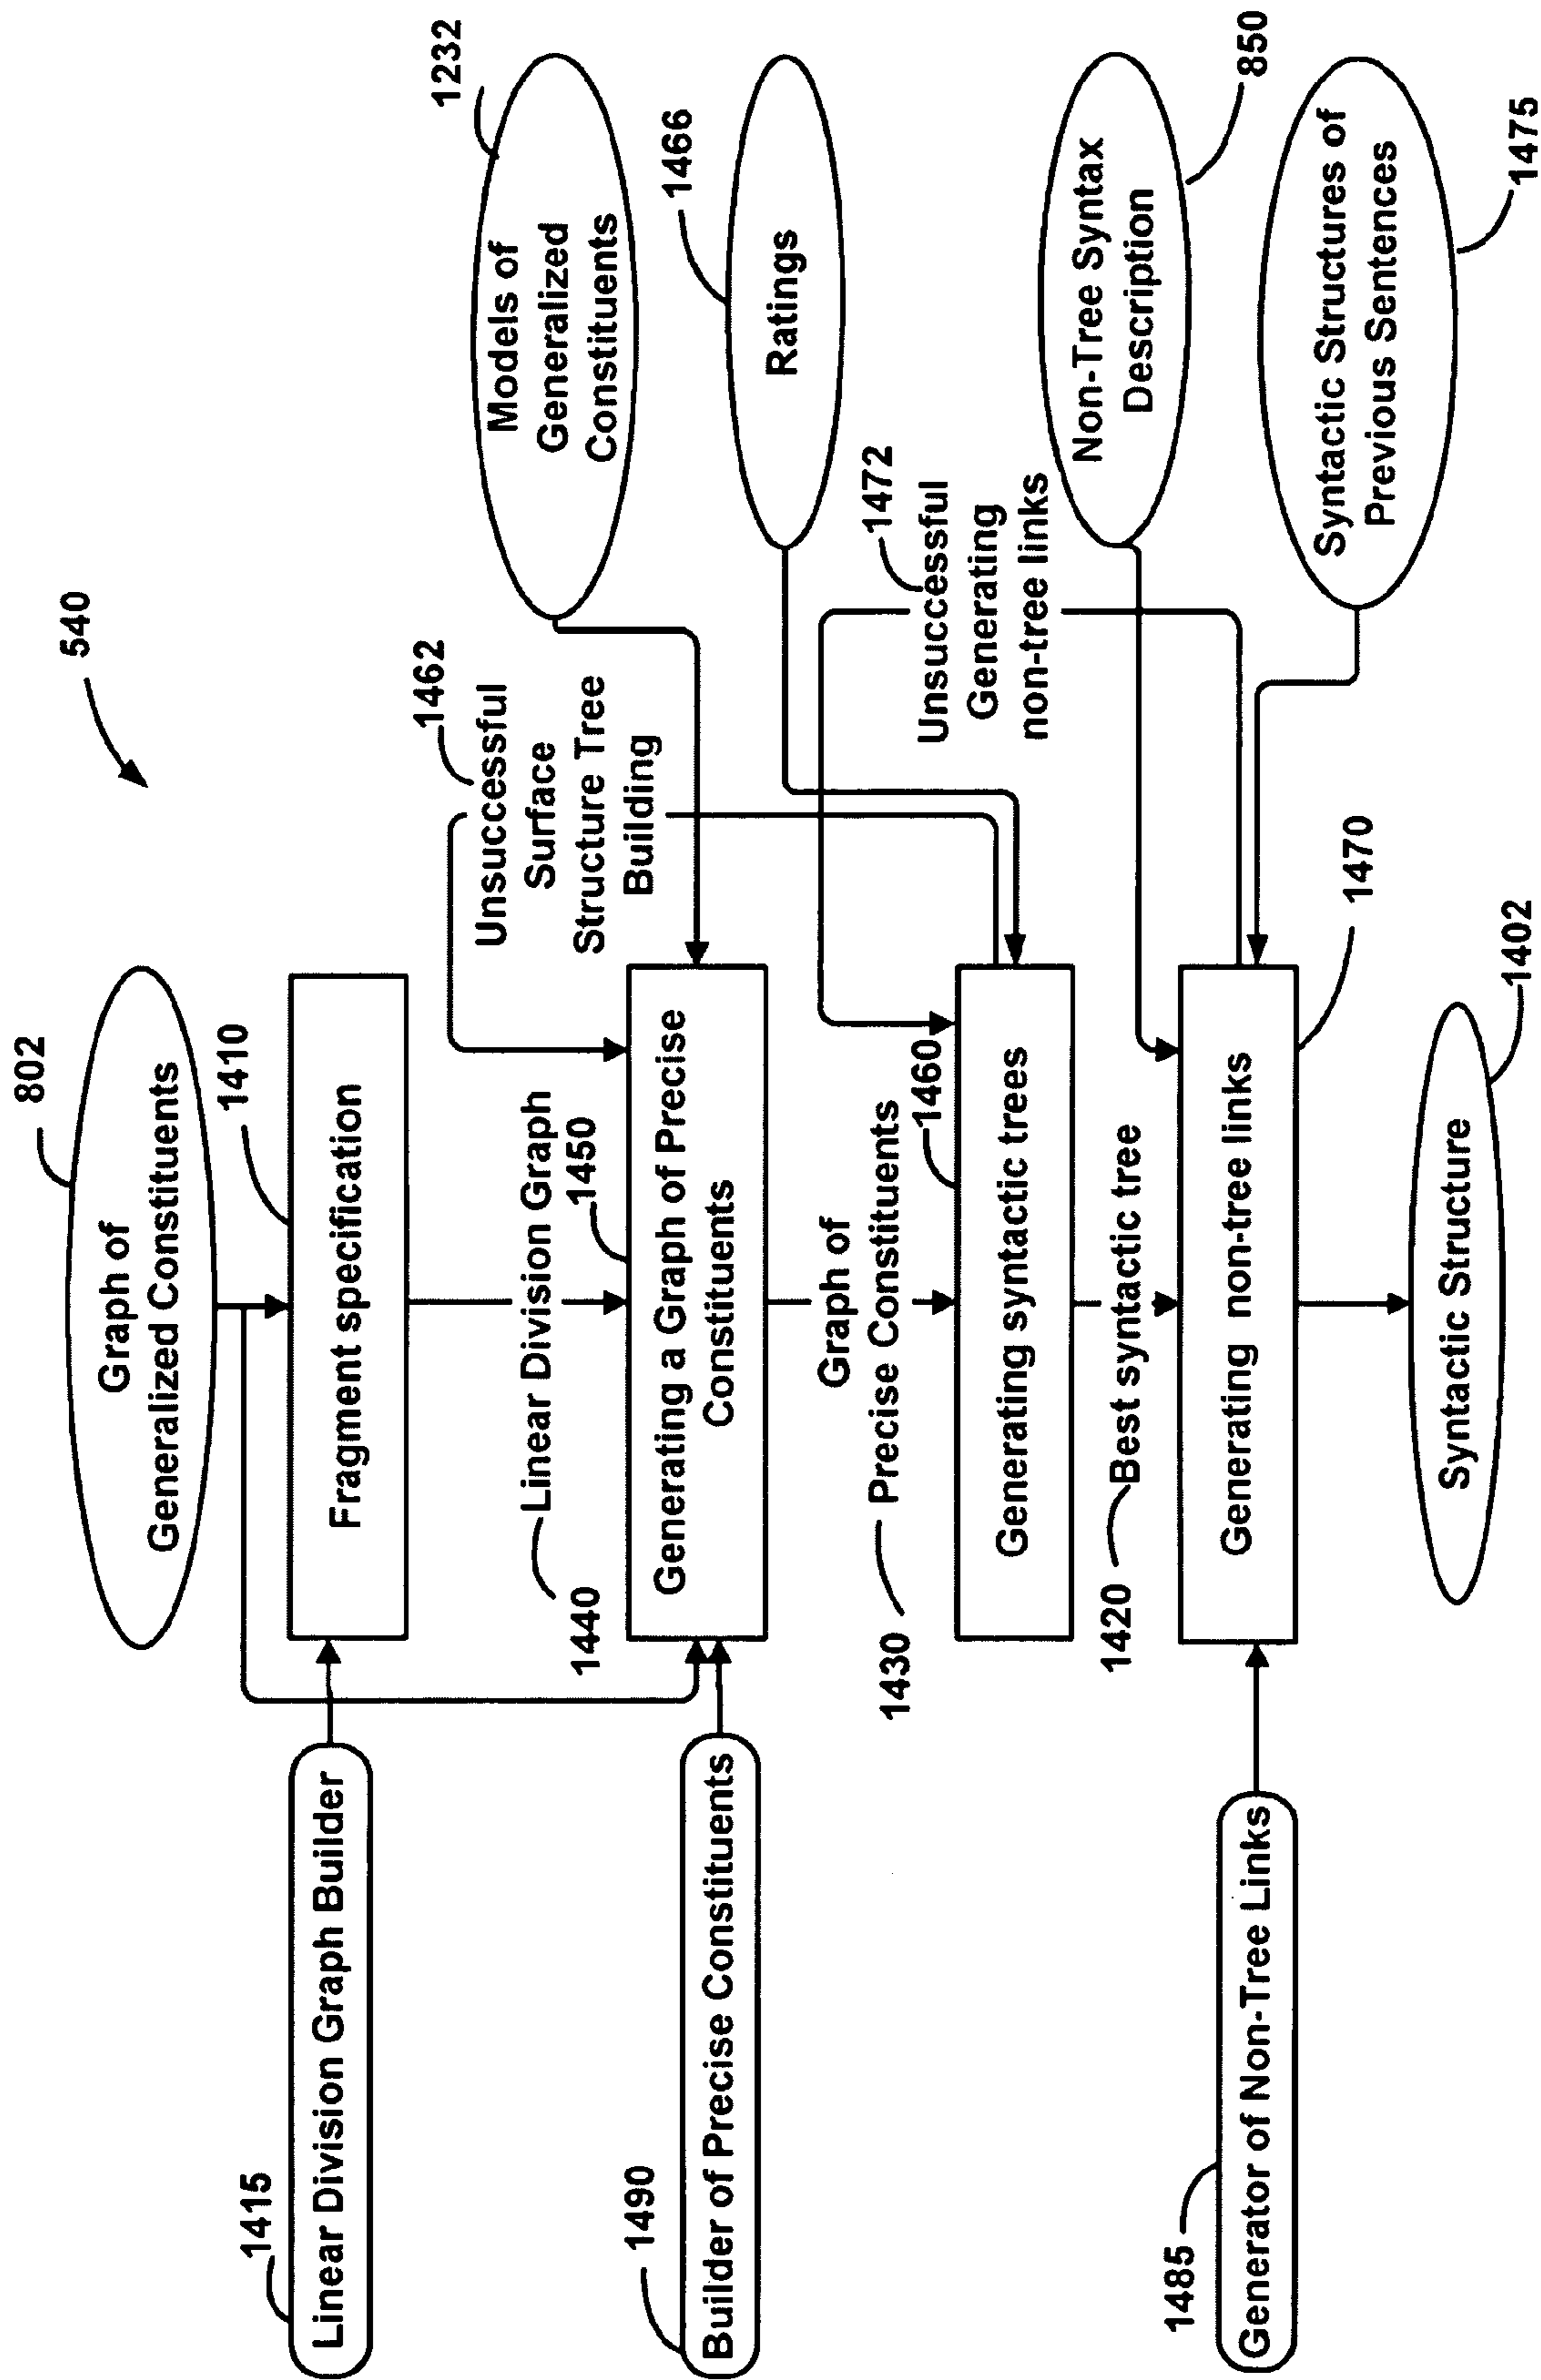 540
802
Graph of
Generalized Constituents
1415
Linear Division Graph Builder
1410
Fragment specification
1462
Unsuccessful
Surface
Structure Tree
Building
1232
Models of
Generalized
Constituents
1440
Linear Division Graph
1450
1490
Builder of Precise Constituents
Generating a Graph of Precise
Constituents
1466
Ratings
1430
Graph of
Precise Constituents
1460
Generating syntactic trees
1472
Unsuccessful
Generating
non-tree links
1420
Best syntactic tree
850
Non-Tree Syntax
Description
1485
Generator of Non-Tree Links
Generating non-tree links
1470
Syntactic Structures of
Previous Sentences
1475
Syntactic Structure
1402